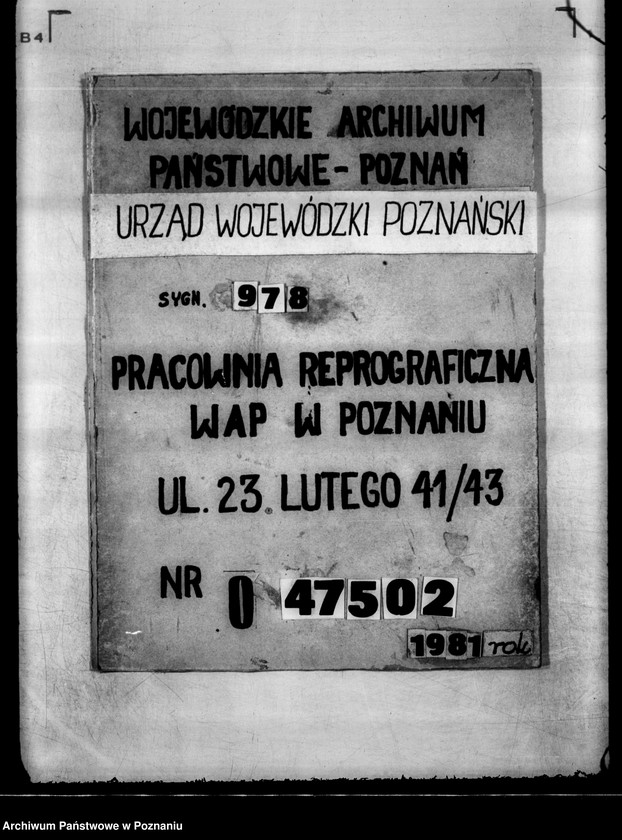 B4
WOJEWÓDZKIE ARCHIWUM
PAŃSTWOWE - POZNAŃ
URZĄD WOJEWÓDZKI POZNAŃSKI
SYGN. 978
PRACOWNIA REPROGRAFICZNA
WAP W POZNANIU
UL. 23. LUTEGO 41/43
NR 0 47502
1981 rok
Archiwum Państwowe w Poznaniu